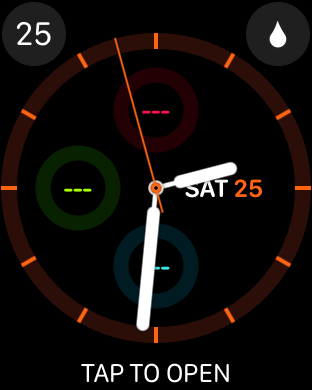 25
---
---
SAT 25
--
TAP TO OPEN